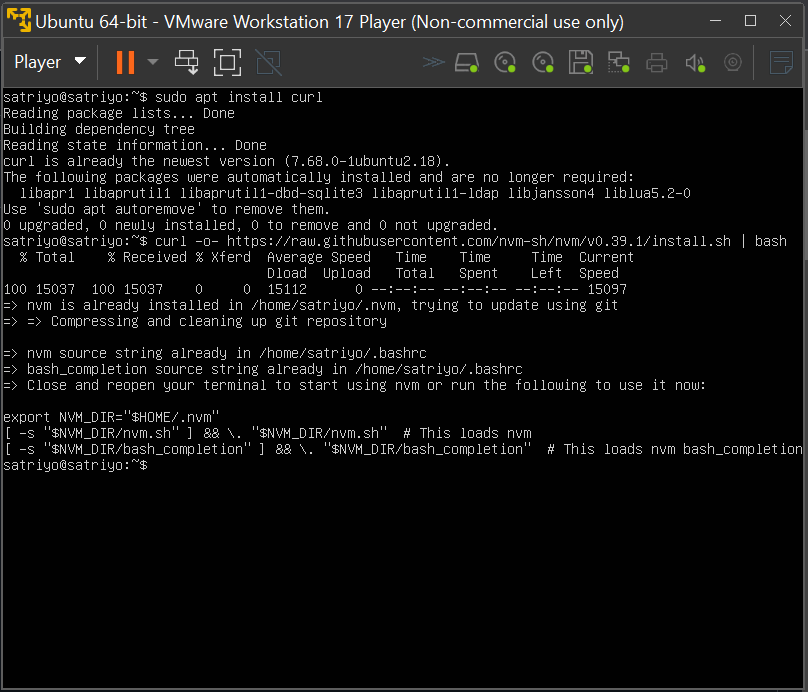 Ubuntu 64-bit - VMware Workstation 17 Player (Non-commercial use only)
Player
satriyo@satriyo:~$ sudo apt install curl
Reading package lists... Done
Building dependency tree
Reading state information... Done
curl is already the newest version (7.68.0-1ubuntu2.18).
The following packages were automatically installed and are no longer required:
  libapr1 libaprutil1 libaprutil1-dbd-sqlite3 libaprutil1-ldap libjansson4 liblua5.2-0
Use 'sudo apt autoremove' to remove them.
0 upgraded, 0 newly installed, 0 to remove and 0 not upgraded.
satriyo@satriyo:~$ curl -o- https://raw.githubusercontent.com/nvm-sh/nvm/v0.39.1/install.sh | bash
  % Total    % Received % Xferd  Average Speed   Time    Time     Time  Current
                                 Dload  Upload   Total   Spent    Left  Speed
100 15037  100 15037    0     0  15112      0 --:--:-- --:--:-- --:--:-- 15097
=> nvm is already installed in /home/satriyo/.nvm, trying to update using git
=> => Compressing and cleaning up git repository
=> nvm source string already in /home/satriyo/.bashrc
=> bash_completion source string already in /home/satriyo/.bashrc
=> Close and reopen your terminal to start using nvm or run the following to use it now:
export NVM_DIR="$HOME/.nvm"
[ -s "$NVM_DIR/nvm.sh" ] && \. "$NVM_DIR/nvm.sh"  # This loads nvm
[ -s "$NVM_DIR/bash_completion" ] && \. "$NVM_DIR/bash_completion"  # This loads nvm bash_completion
satriyo@satriyo:~$